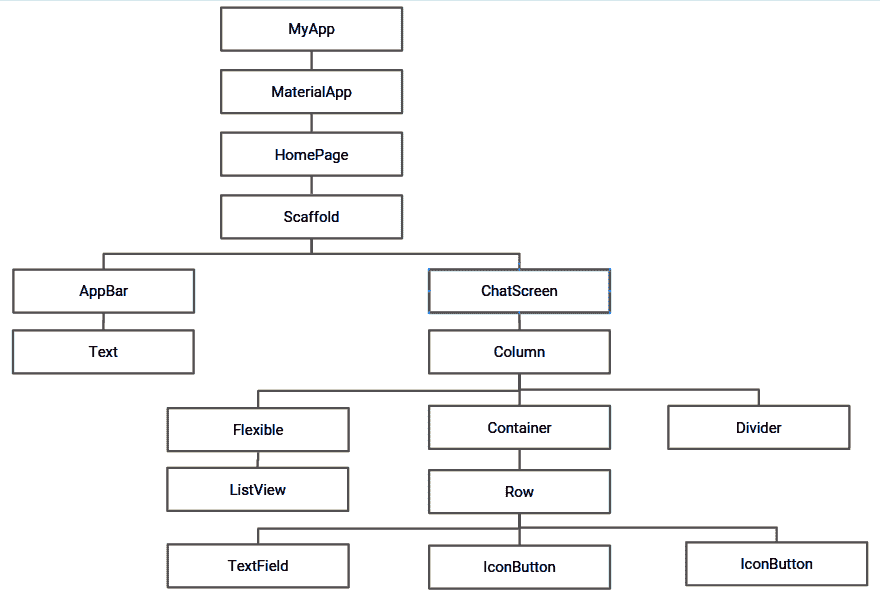 MyApp
MaterialApp
HomePage
Scaffold
AppBar
ChatScreen
Text
Column
Flexible
Container
Divider
ListView
Row
TextField
IconButton
IconButton